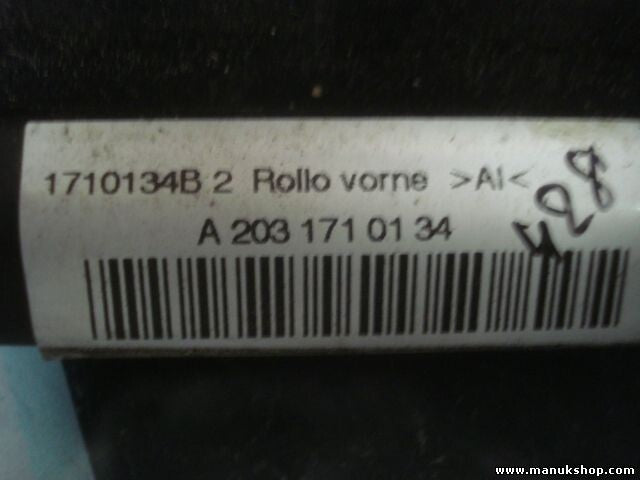 1710134B 2 Rollo vorne >Al<
A 203 171 01 34
www.manukshop.com